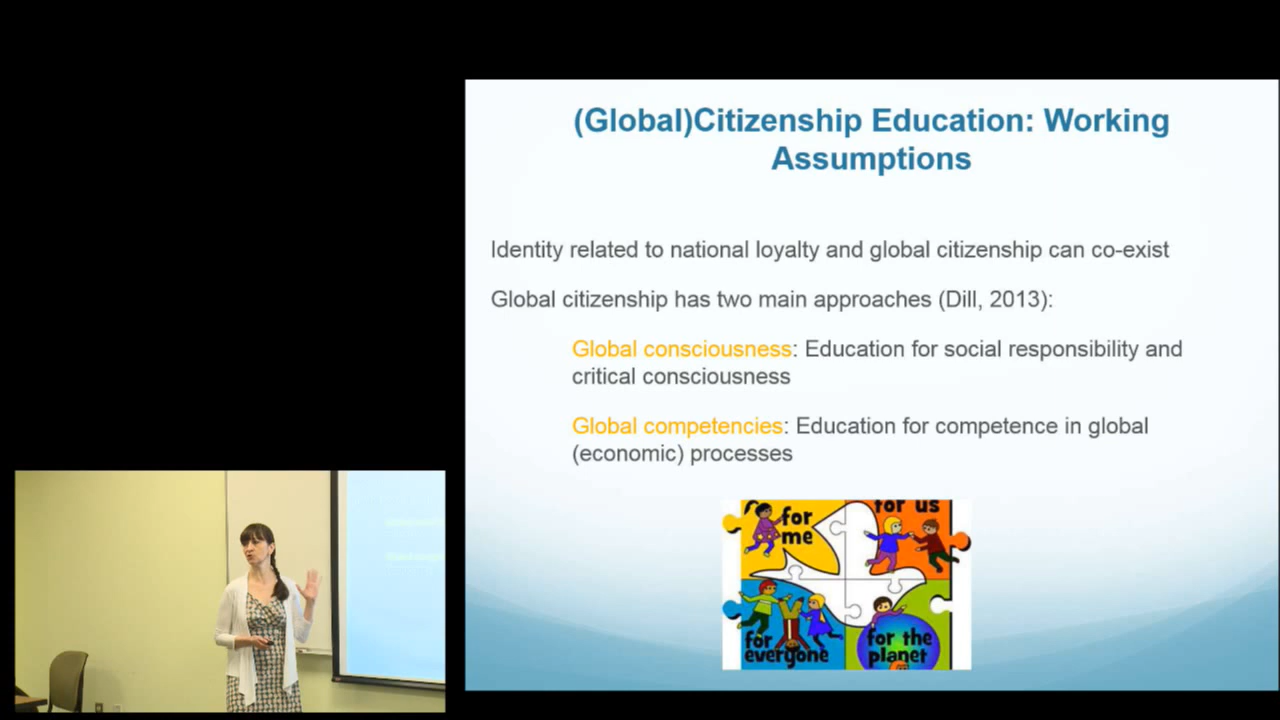 (Global)Citizenship Education: Working
Assumptions
Identity related to national loyalty and global citizenship can co-exist
Global citizenship has two main approaches (Dill, 2013):
Global consciousness: Education for social responsibility and
critical consciousness
Global competencies: Education for competence in global
(economic) processes
for
me
for us
for
everyone
for the
planet